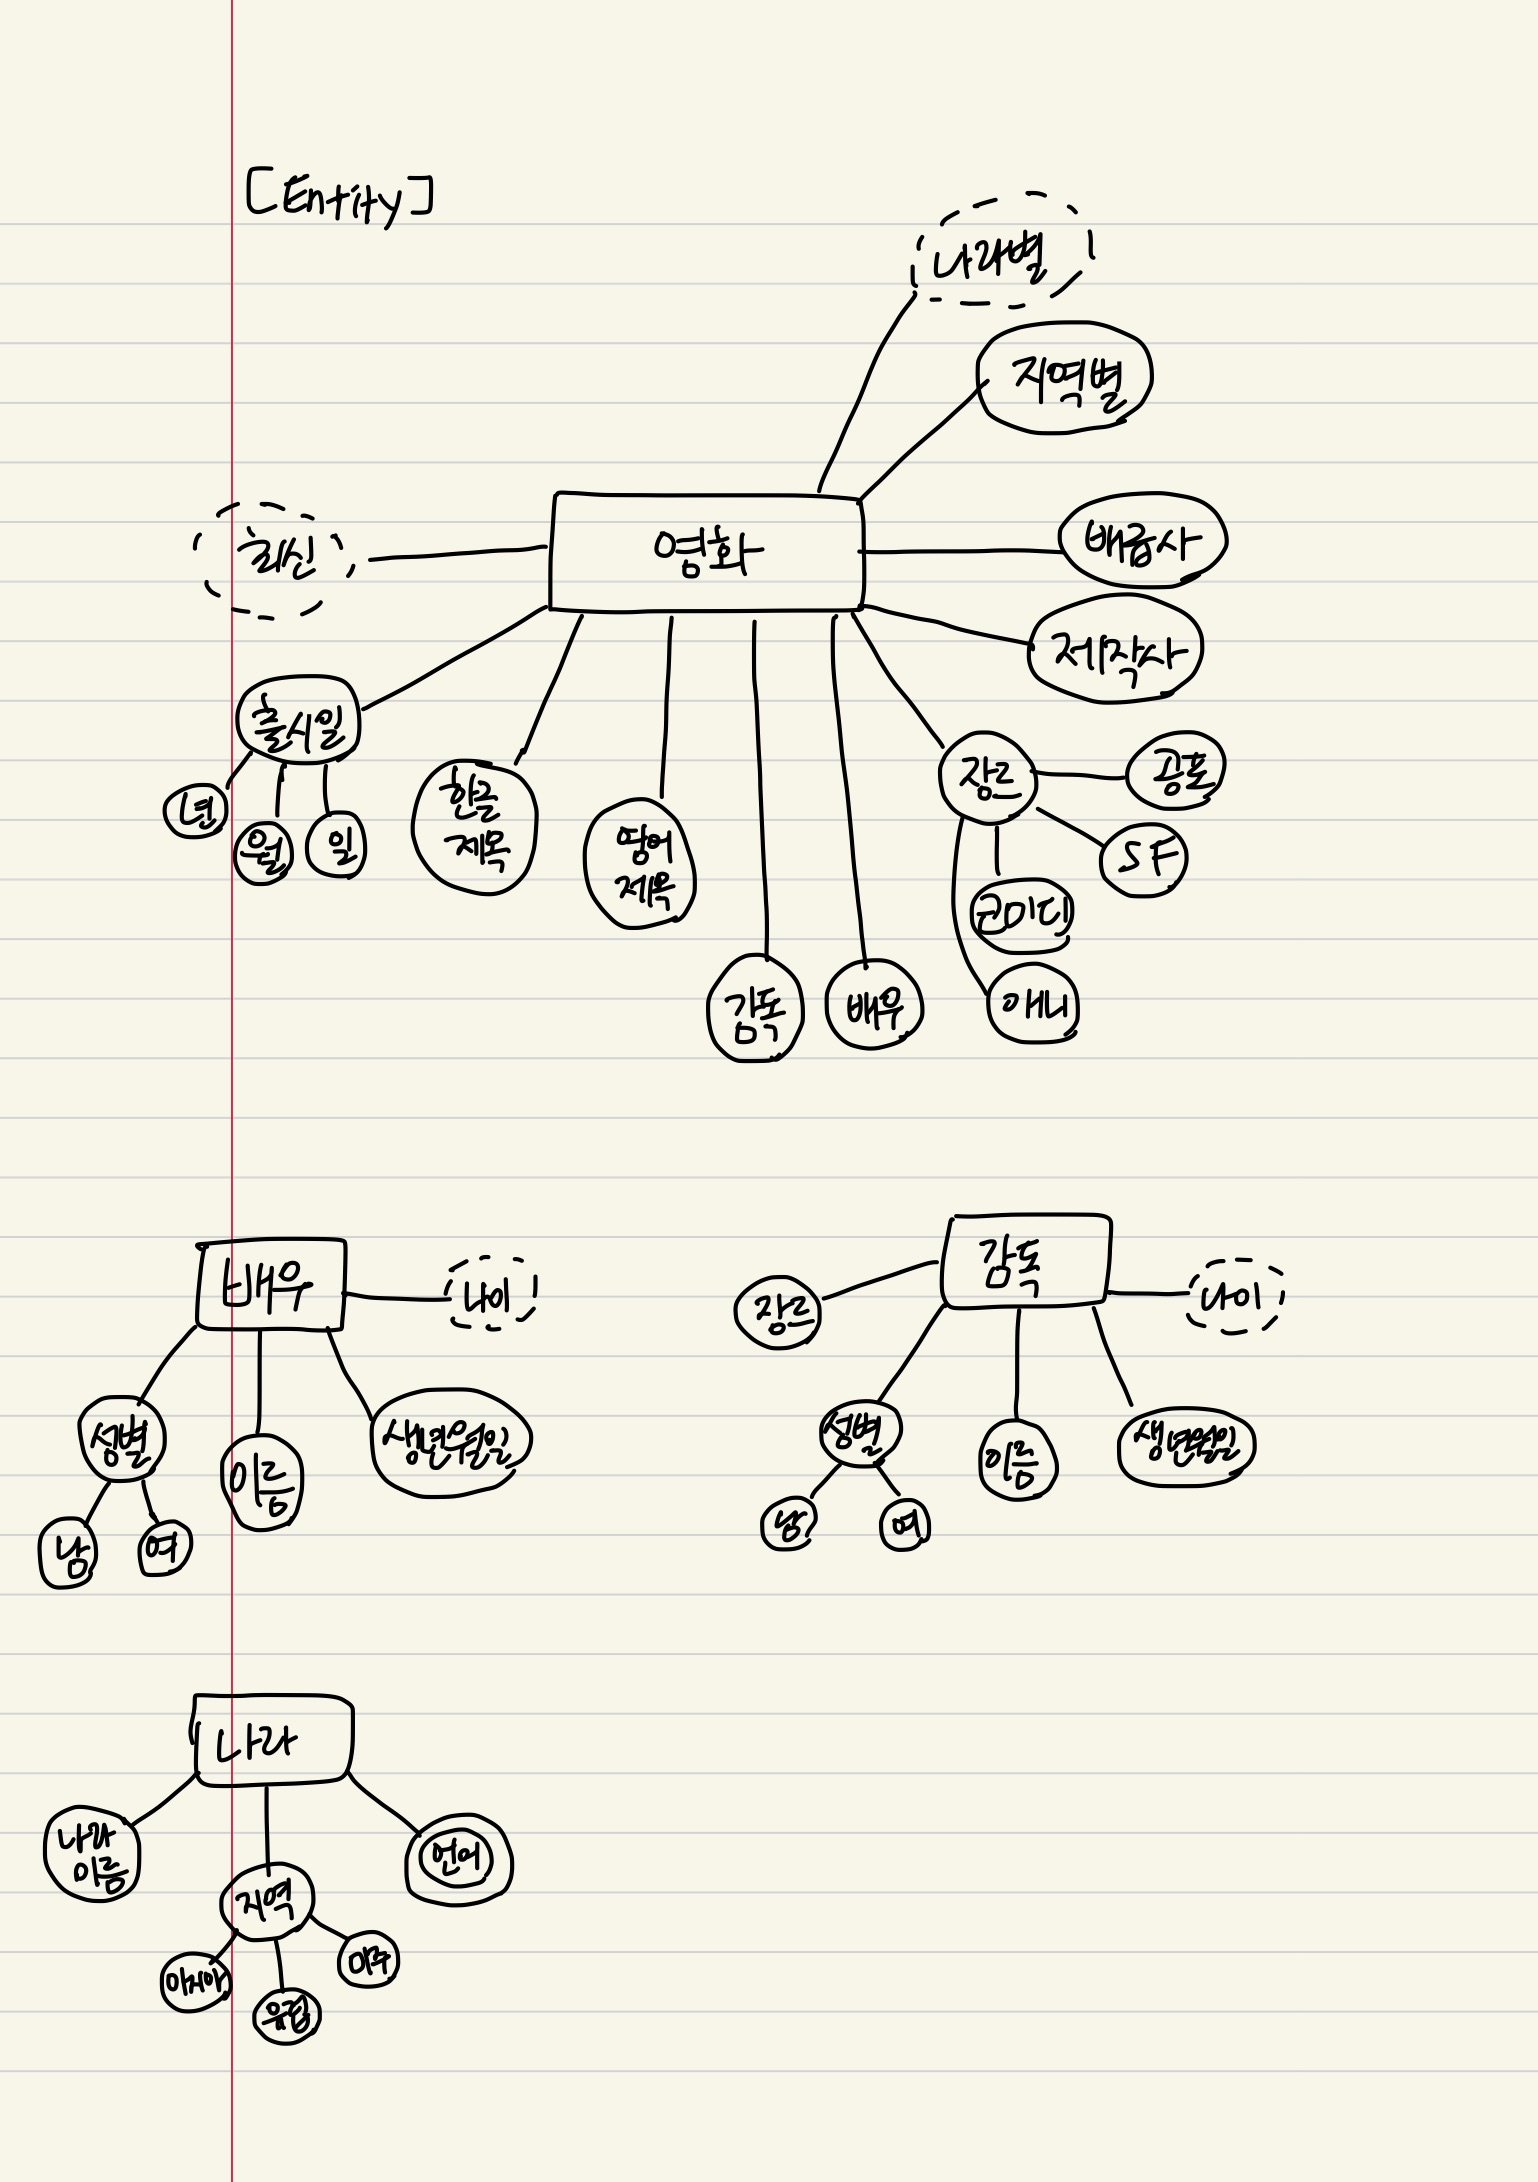 [Entity]
나라별
지역별
최신
영화
배급사
제작사
출시일
년
월
일
한글
제목
영어
제목
감독
배우
장르
공포
SF
코미디
애니
배우
나이
성별
남
여
이름
생년월일
감독
나이
장르
성별
남
여
이름
생년월일
나라
나라
이름
지역
아시아
유럽
미주
언어